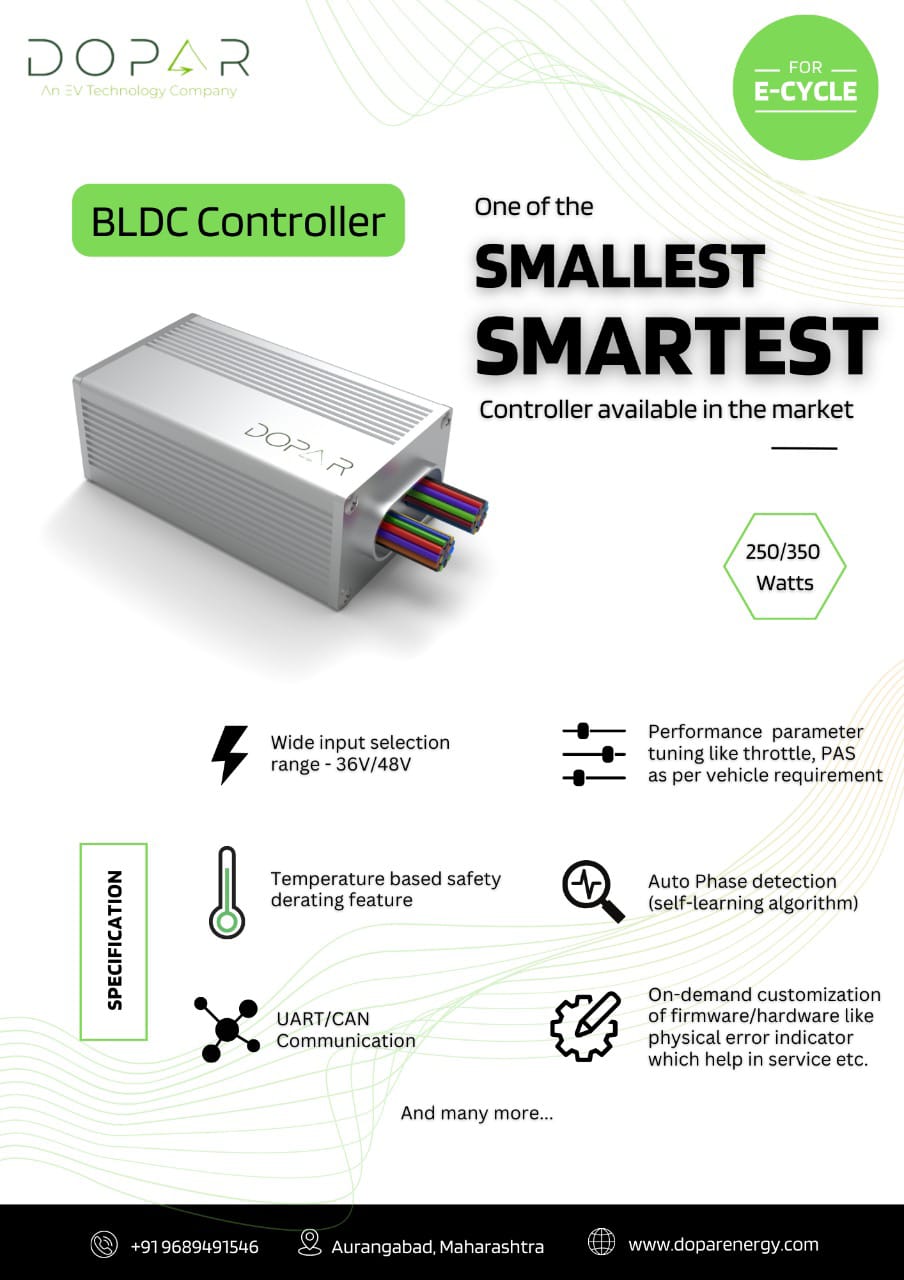 DOPAR
An EV Technology Company
FOR
E-CYCLE
BLDC Controller
One of the
SMALLEST
SMARTEST
Controller available in the market
DOPAR
250/350
Watts
SPECIFICATION
Wide input selection
range - 36V/48V
Performance parameter
tuning like throttle, PAS
as per vehicle requirement
Temperature based safety
derating feature
Auto Phase detection
(self-learning algorithm)
UART/CAN
Communication
On-demand customization
of firmware/hardware like
physical error indicator
which help in service etc.
And many more...
+91 9689491546
Aurangabad, Maharashtra
www.doparenergy.com